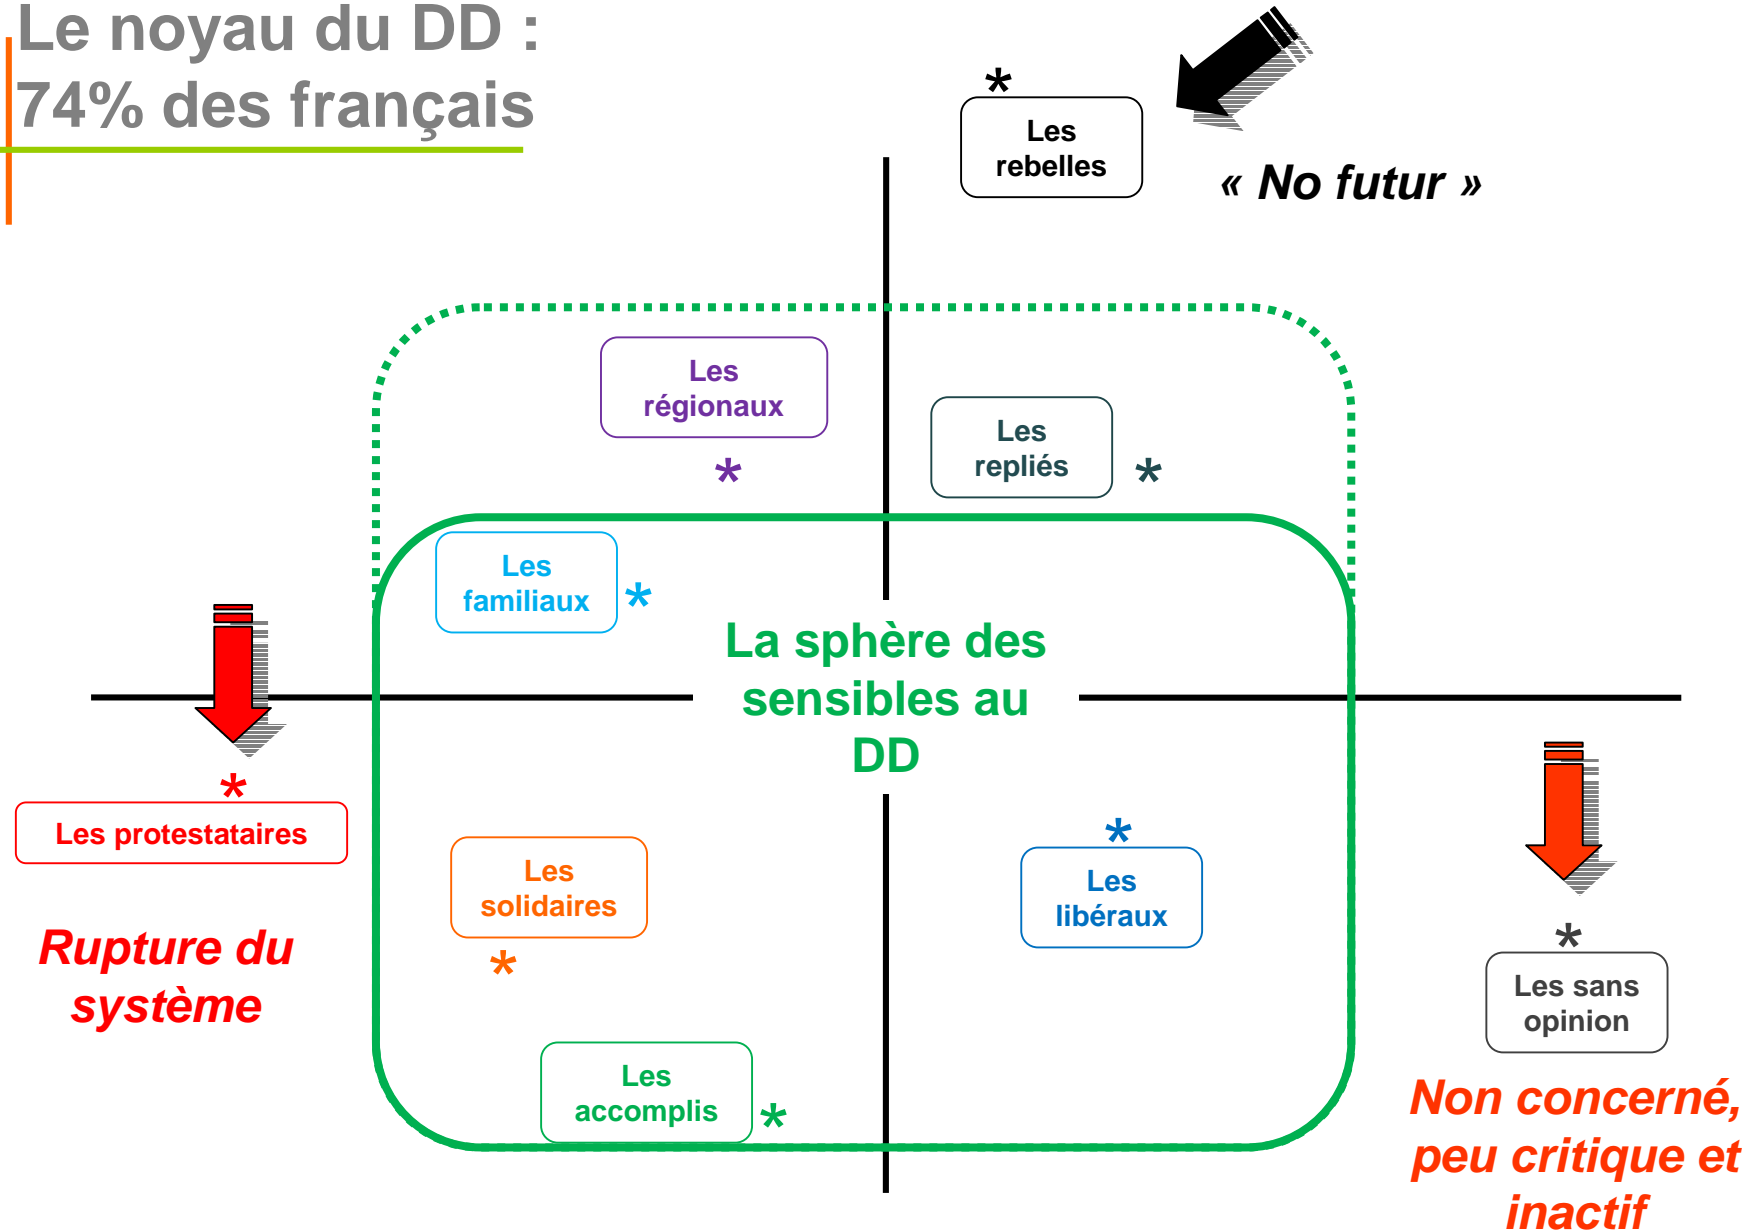 Le noyau du DD :
74% des français
*
Les
rebelles
« No futur »
Les
régionaux
*
Les
repliés
*
Les
familiaux
*
La sphère des
sensibles au
DD
*
Les protestataires
Rupture du
système
Les
solidaires
*
*
Les
libéraux
*
Les sans
opinion
Les
accomplis
*
Non concerné,
peu critique et
inactif